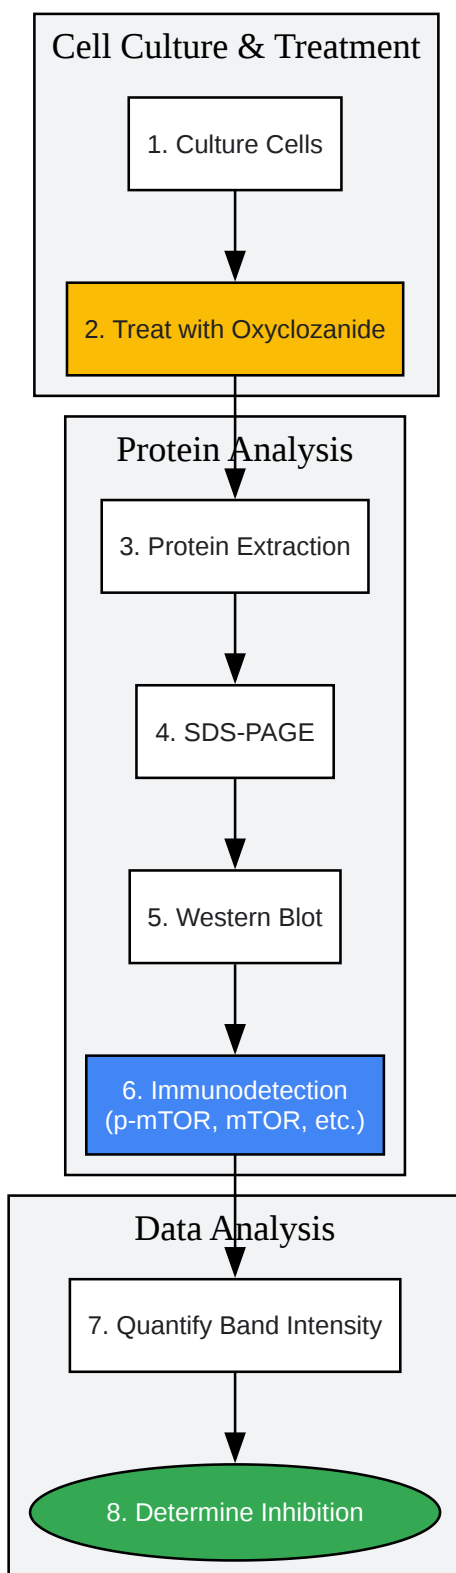 Cell Culture & Treatment
1. Culture Cells
2. Treat with Oxyclozanide
Protein Analysis
3. Protein Extraction
4. SDS-PAGE
5. Western Blot
6. Immunodetection
(p-mTOR, mTOR, etc.)
Data Analysis
7. Quantify Band Intensity
8. Determine Inhibition